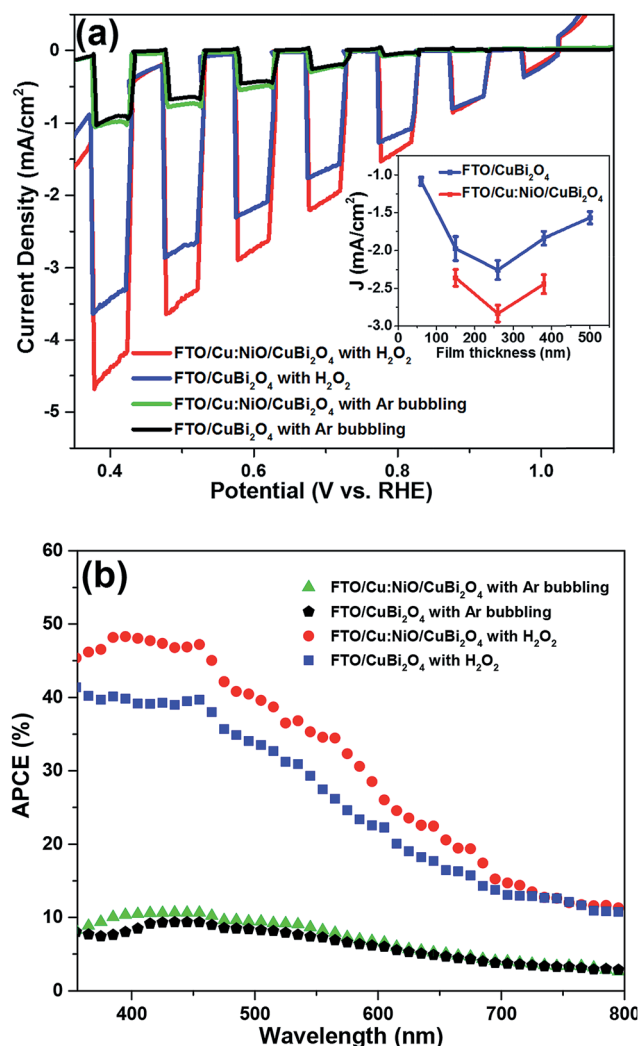 (a)
Current Density (mA/cm²)
0
-1
-2
-3
-4
-5
FTO/CuBi₂O₄
FTO/Cu:NiO/CuBi₂O₄
J (mA/cm²)
-1.0
-1.5
-2.0
-2.5
-3.0
0 100 200 300 400 500
Film thickness (nm)
FTO/Cu:NiO/CuBi₂O₄ with H₂O₂
FTO/CuBi₂O₄ with H₂O₂
FTO/Cu:NiO/CuBi₂O₄ with Ar bubbling
FTO/CuBi₂O₄ with Ar bubbling
0.4 0.6 0.8 1.0
Potential (V vs. RHE)
(b)
APCE (%)
60
50
40
30
20
10
0
FTO/Cu:NiO/CuBi₂O₄ with Ar bubbling
FTO/CuBi₂O₄ with Ar bubbling
FTO/Cu:NiO/CuBi₂O₄ with H₂O₂
FTO/CuBi₂O₄ with H₂O₂
400 500 600 700 800
Wavelength (nm)